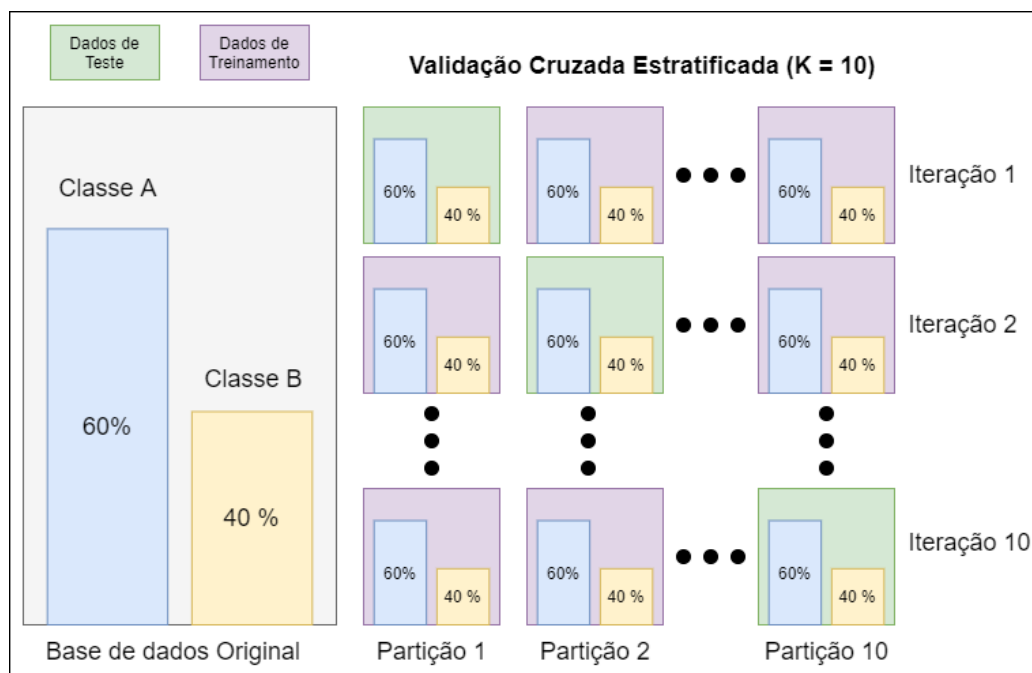 Dados de
Teste
Dados de
Treinamento
Validação Cruzada Estratificada (K = 10)
Classe A
60%
Classe B
40 %
Base de dados Original
60%
40 %
60%
40 %
60%
40 %
Iteração 1
60%
40 %
60%
40 %
60%
40 %
Iteração 2
60%
40 %
60%
40 %
60%
40 %
Iteração 10
Partição 1
Partição 2
Partição 10